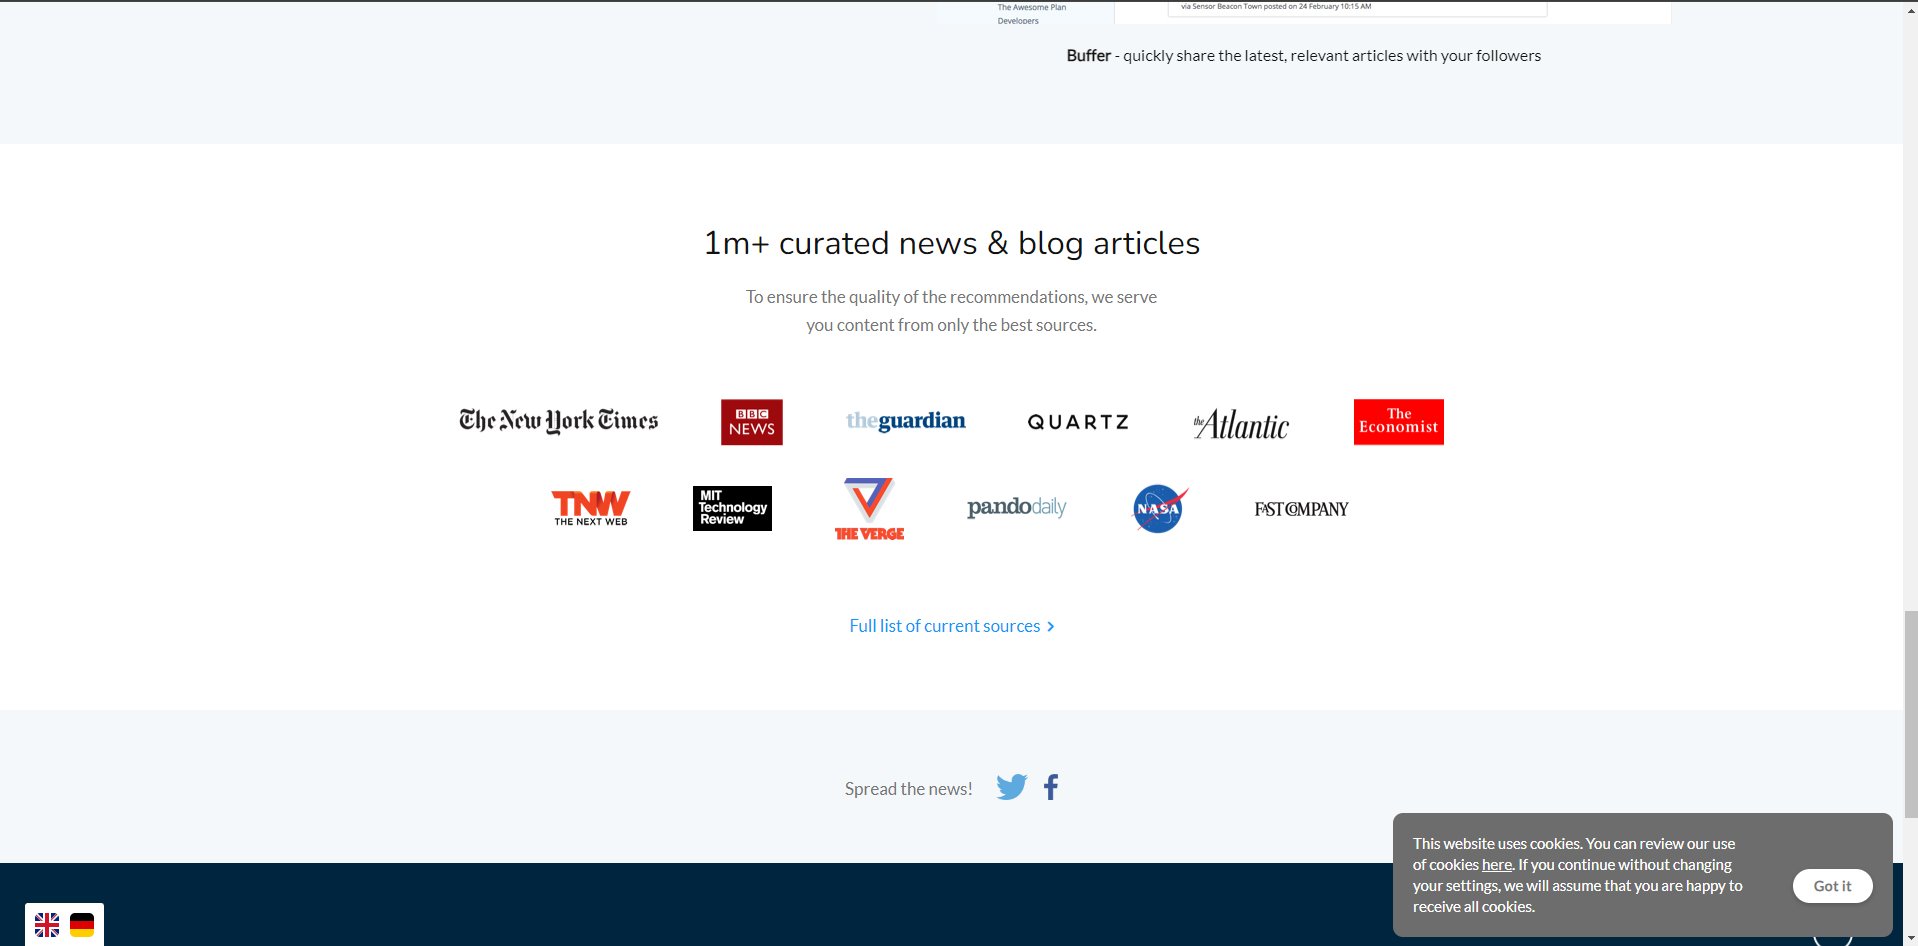 The Awesome Plan
Developers
via Sensor Beacon Town posted on 24 February 10:15 AM
Buffer - quickly share the latest, relevant articles with your followers
1m+ curated news & blog articles
To ensure the quality of the recommendations, we serve
you content from only the best sources.
The New York Times
BBC
NEWS
theguardian
QUARTZ
the Atlantic
The
Economist
TNW
THE NEXT WEB
MIT
Technology
Review
THE VERGE
pandodaily
NASA
FAST COMPANY
Full list of current sources
Spread the news!
This website uses cookies. You can review our use
of cookies here. If you continue without changing
your settings, we will assume that you are happy to
receive all cookies.
Got it